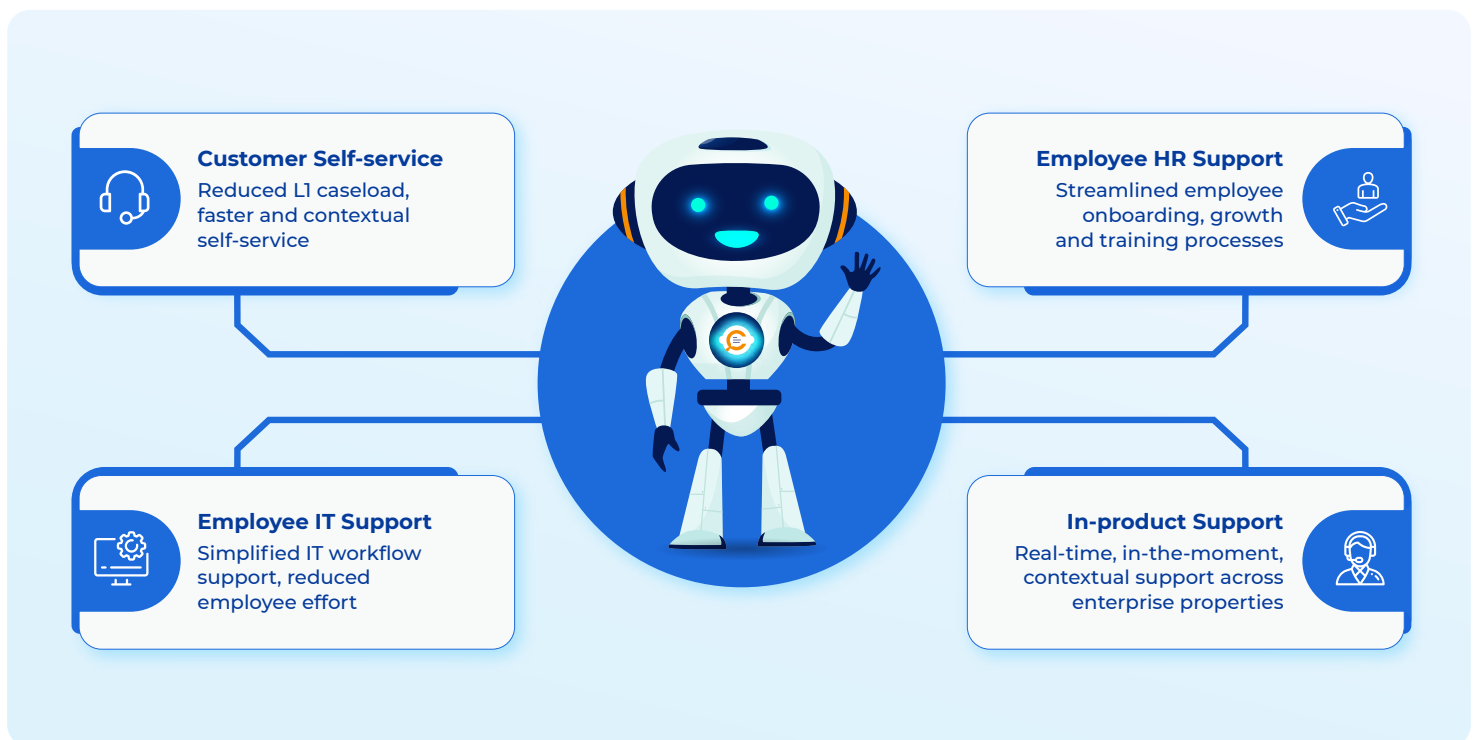 Customer Self-service
Reduced L1 caseload,
faster and contextual
self-service
Employee HR Support
Streamlined employee
onboarding, growth
and training processes
Employee IT Support
Simplified IT workflow
support, reduced
employee effort
In-product Support
Real-time, in-the-moment,
contextual support across
enterprise properties